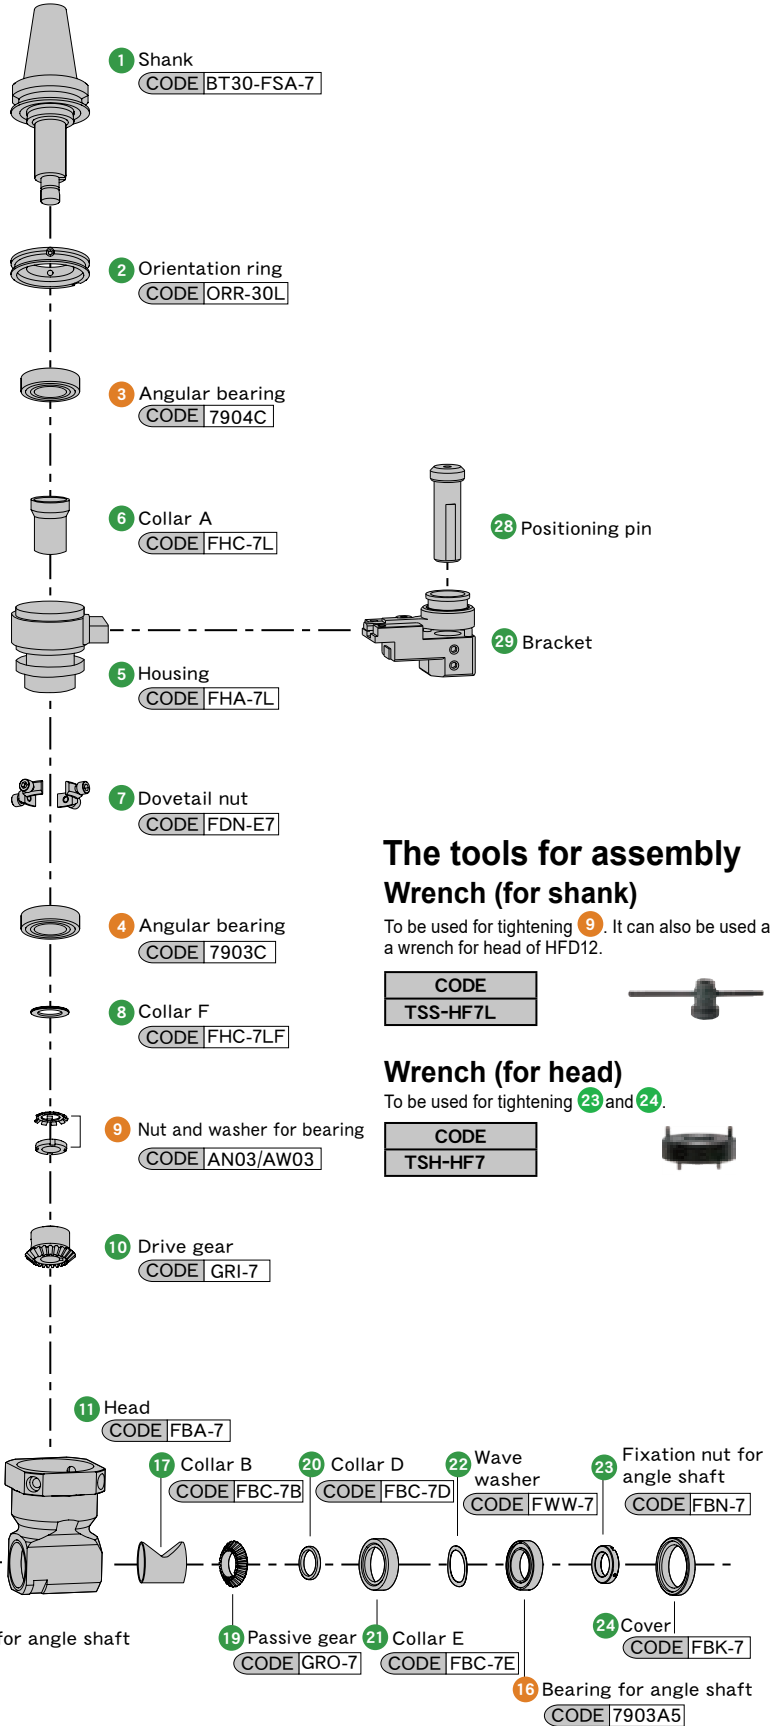 1 Shank
CODE BT30-FSA-7
2 Orientation ring
CODE ORR-30L
3 Angular bearing
CODE 7904C
6 Collar A
CODE FHC-7L
28 Positioning pin
29 Bracket
5 Housing
CODE FHA-7L
7 Dovetail nut
CODE FDN-E7
4 Angular bearing
CODE 7903C
8 Collar F
CODE FHC-7LF
9 Nut and washer for bearing
CODE AN03/AW03
10 Drive gear
CODE GRI-7
The tools for assembly
Wrench (for shank)
To be used for tightening 9. It can also be used a
a wrench for head of HFD12.
CODE
TSS-HF7L
Wrench (for head)
To be used for tightening 23 and 24.
CODE
TSH-HF7
11 Head
CODE FBA-7
17 Collar B
CODE FBC-7B
20 Collar D
CODE FBC-7D
22 Wave
washer
CODE FWW-7
23 Fixation nut for
angle shaft
CODE FBN-7
for angle shaft
19 Passive gear
CODE GRO-7
21 Collar E
CODE FBC-7E
24 Cover
CODE FBK-7
16 Bearing for angle shaft
CODE 7903A5